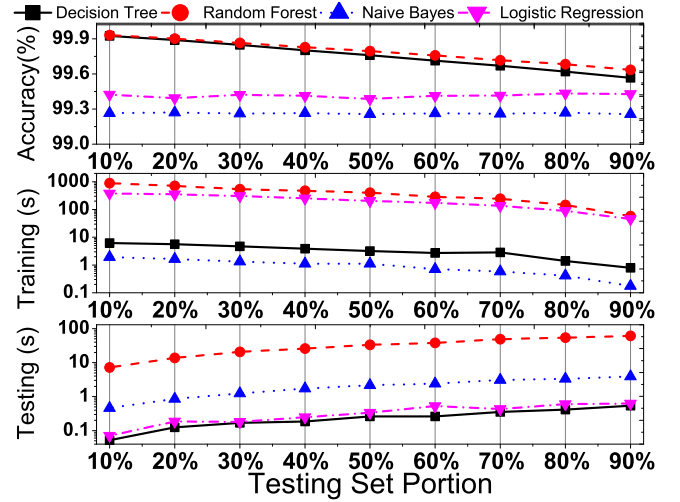 Decision Tree Random Forest Naive Bayes Logistic Regression
Accuracy(%)
99.9
99.6
99.3
99.0
10% 20% 30% 40% 50% 60% 70% 80% 90%
Training (s)
1000
100
10
1
0.1
10% 20% 30% 40% 50% 60% 70% 80% 90%
Testing (s)
100
10
1
0.1
10% 20% 30% 40% 50% 60% 70% 80% 90%
Testing Set Portion